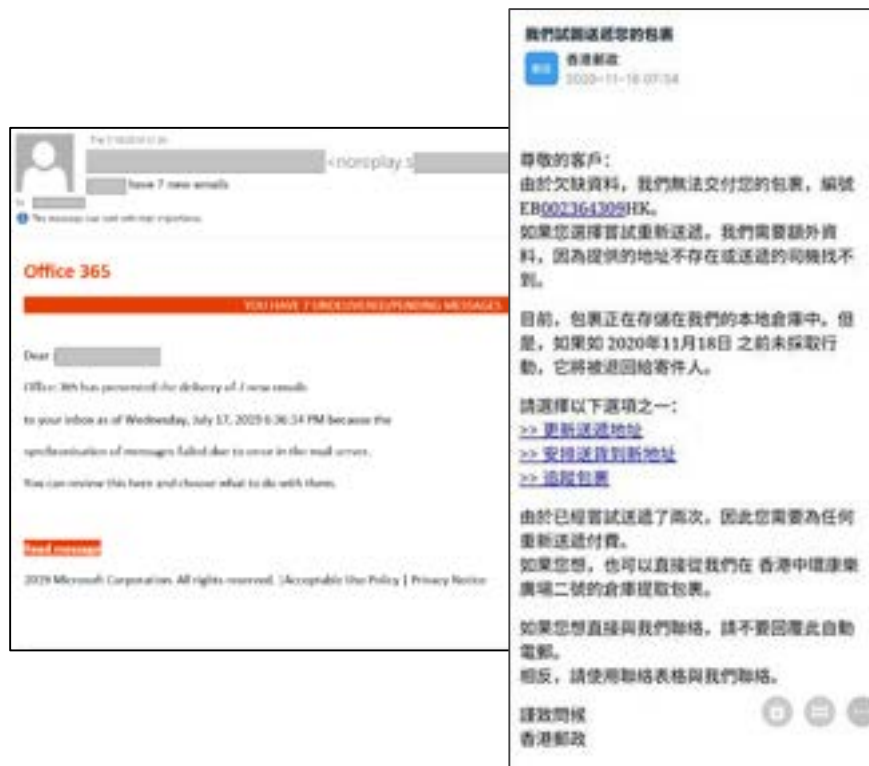 <noreplay.s
have 7 new emails
To
This message was sent with High importance.
Office 365
YOU HAVE 7 UNDELIVERED/PENDING MESSAGES
Dear
Office 365 has prevented the delivery of 7 new emails
to your inbox as of Wednesday, July 17, 2019 6:36:14 PM because the
synchronisation of messages failed due to error in the mail server.
You can review this here and choose what to do with them.
Read message
2019 Microsoft Corporation. All rights reserved. |Acceptable Use Policy | Privacy Notice
我們試圖送遞您的包裹
香港郵政
2020-11-16 07:54
尊敬的客戶：
由於欠缺資料，我們無法交付您的包裹，編號
EB002364309HK。
如果您選擇嘗試重新送遞，我們需要額外資
料，因為提供的地址不存在或送遞的司機找不
到。
目前，包裹正在存儲在我們的本地倉庫中。但
是，如果如 2020年11月18日 之前未採取行
動，它將被退回給寄件人。
請選擇以下選項之一：
>> 更新送遞地址
>> 安排送貨到新地址
>> 追蹤包裹
由於已經嘗試送遞了兩次，因此您需要為任何
重新送遞付費。
如果您想，也可以直接從我們在 香港中環康樂
廣場二號的倉庫提取包裹。
如果您想直接與我們聯絡，請不要回覆此自動
電郵。
相反，請使用聯絡表格與我們聯絡。
謹致問候
香港郵政